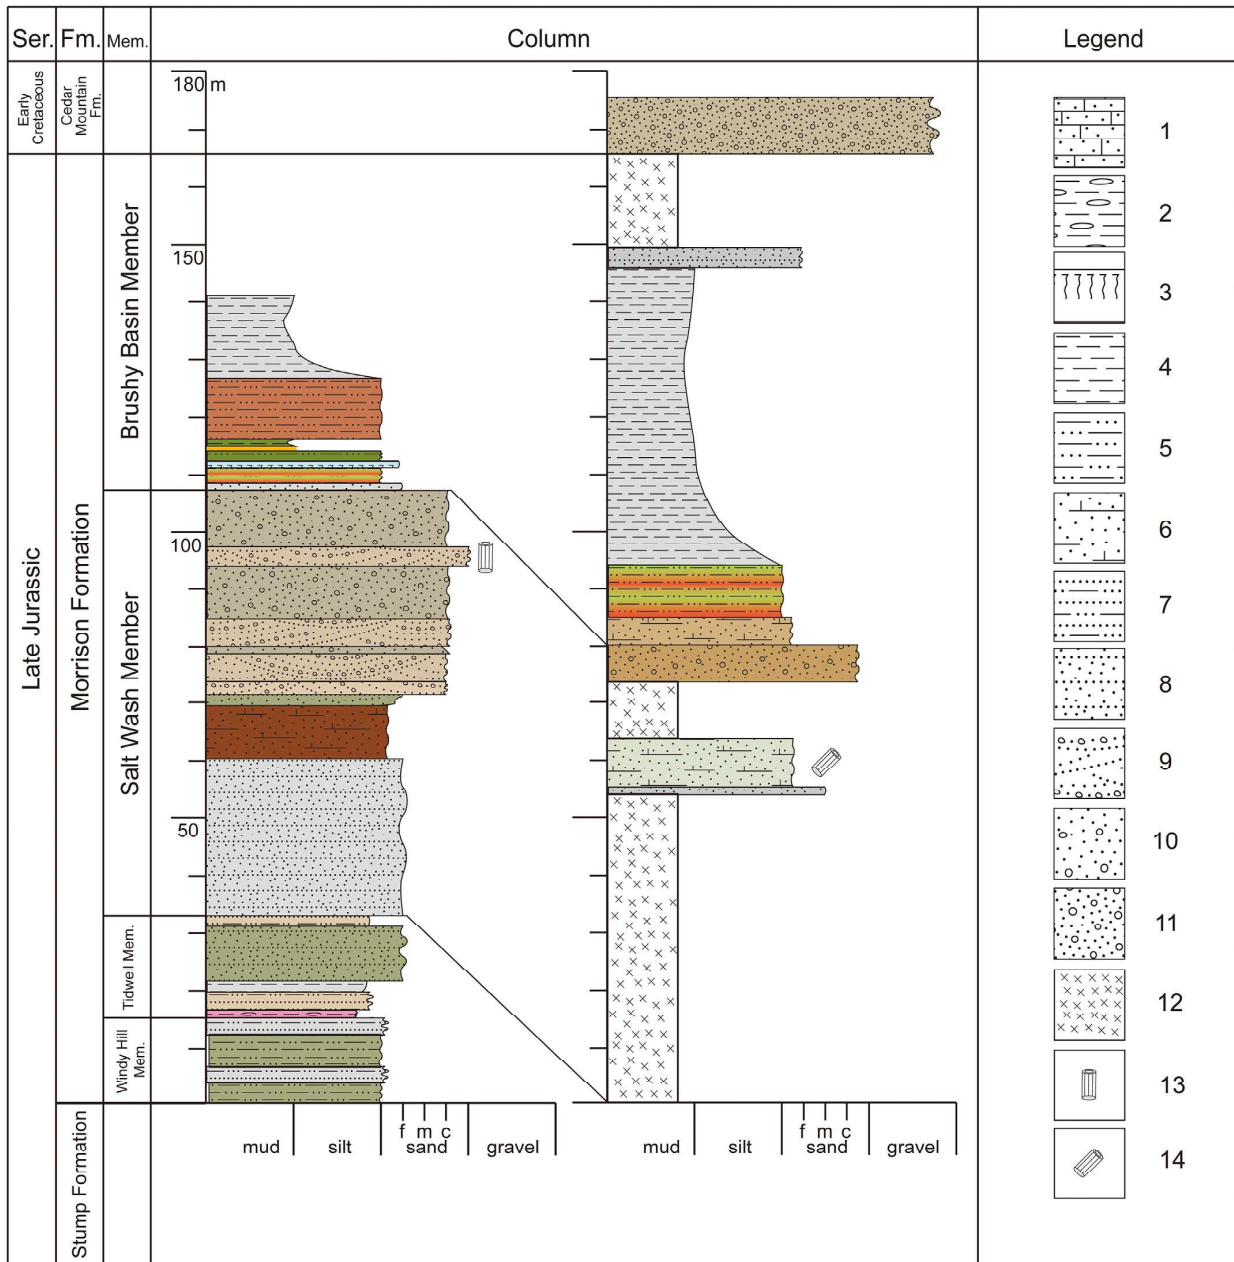 Ser. Fm. Mem. Column Legend
Early
Cretaceous
Cedar
Mountain
Fm.
Late Jurassic
Morrison Formation
Stump Formation
Brushy Basin Member
Salt Wash Member
Tidwel Mem.
Windy Hill
Mem.
180 m
150
100
50
f m c
mud silt sand gravel
f m c
mud silt sand gravel
1
2
3
4
5
6
7
8
9
10
11
12
13
14